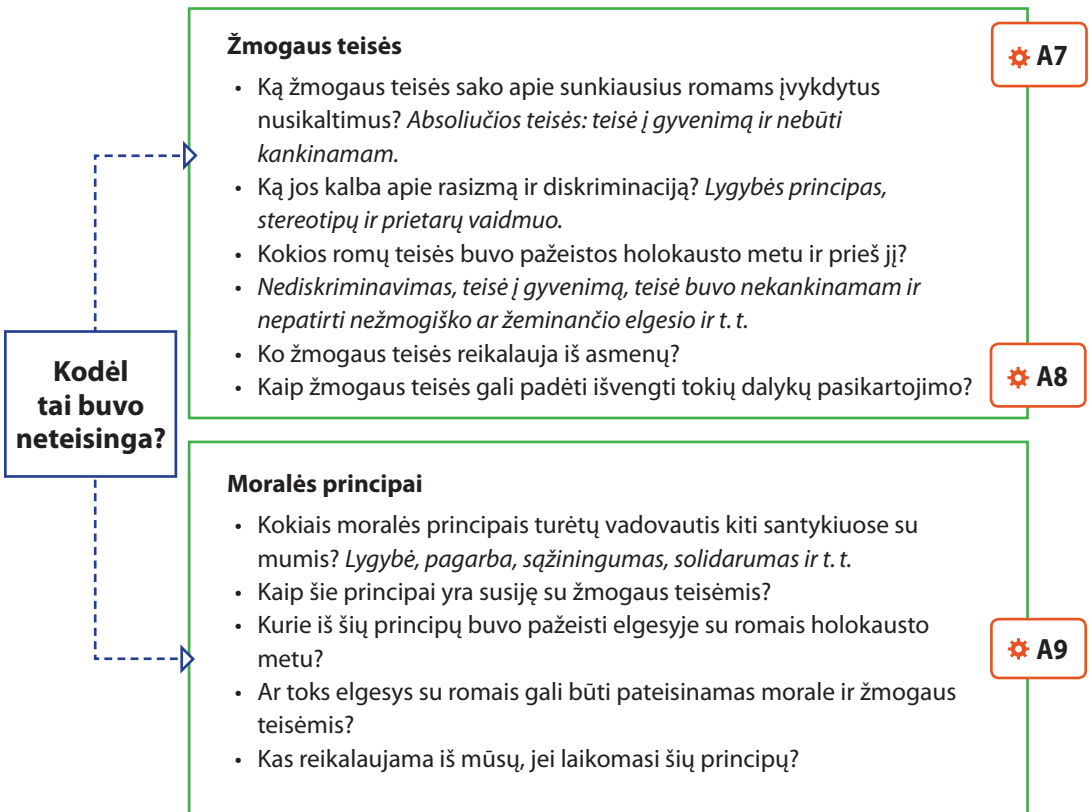 Žmogaus teisės
A7
• Ką žmogaus teisės sako apie sunkiausius romams įvykdytus
nusikaltimus? Absoliučios teisės: teisė į gyvenimą ir nebūti
kankinamam.
• Ką jos kalba apie rasizmą ir diskriminaciją? Lygybės principas,
stereotipų ir prietarų vaidmuo.
• Kokios romų teisės buvo pažeistos holokausto metu ir prieš jį?
• Nediskriminavimas, teisė į gyvenimą, teisė buvo nekankinamam ir
nepatirti nežmogiško ar žeminančio elgesio ir t. t.
• Ko žmogaus teisės reikalauja iš asmenų?
• Kaip žmogaus teisės gali padėti išvengti tokių dalykų pasikartojimo?
A8
Kodėl
tai buvo
neteisinga?
Moralės principai
• Kokiais moralės principais turėtų vadovautis kiti santykiuose su
mumis? Lygybė, pagarba, sąžiningumas, solidarumas ir t. t.
• Kaip šie principai yra susiję su žmogaus teisėmis?
• Kurie iš šių principų buvo pažeisti elgesyje su romais holokausto
metu?
A9
• Ar toks elgesys su romais gali būti pateisinamas morale ir žmogaus
teisėmis?
• Kas reikalaujama iš mūsų, jei laikomasi šių principų?